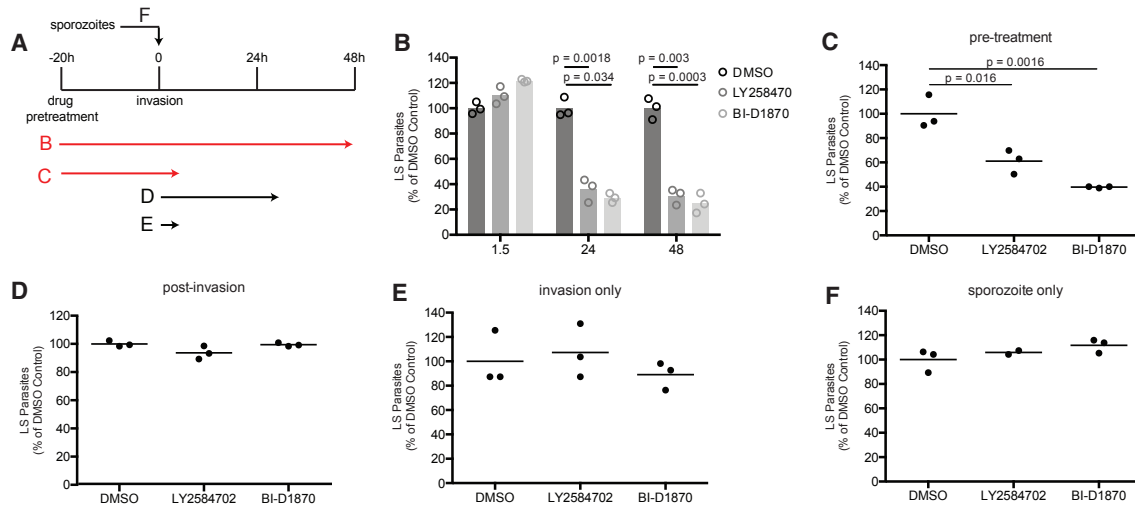 A
sporozoites F
-20h 0 24h 48h
drug
pretreatment
invasion
B
C
D
E
B
p = 0.0018 p = 0.003
p = 0.034 p = 0.0003
DMSO
LY258470
BI-D1870
LS Parasites
(% of DMSO Control)
140
120
100
80
60
40
20
0
1.5 24 48
C pre-treatment
p = 0.0016
p = 0.016
LS Parasites
(% of DMSO Control)
140
120
100
80
60
40
20
0
DMSO LY2584702 BI-D1870
D post-invasion
LS Parasites
(% of DMSO Control)
120
100
80
60
40
20
0
DMSO LY2584702 BI-D1870
E invasion only
LS Parasites
(% of DMSO Control)
140
120
100
80
60
40
20
0
DMSO LY2584702 BI-D1870
F sporozoite only
LS Parasites
(% of DMSO Control)
140
120
100
80
60
40
20
0
DMSO LY2584702 BI-D1870